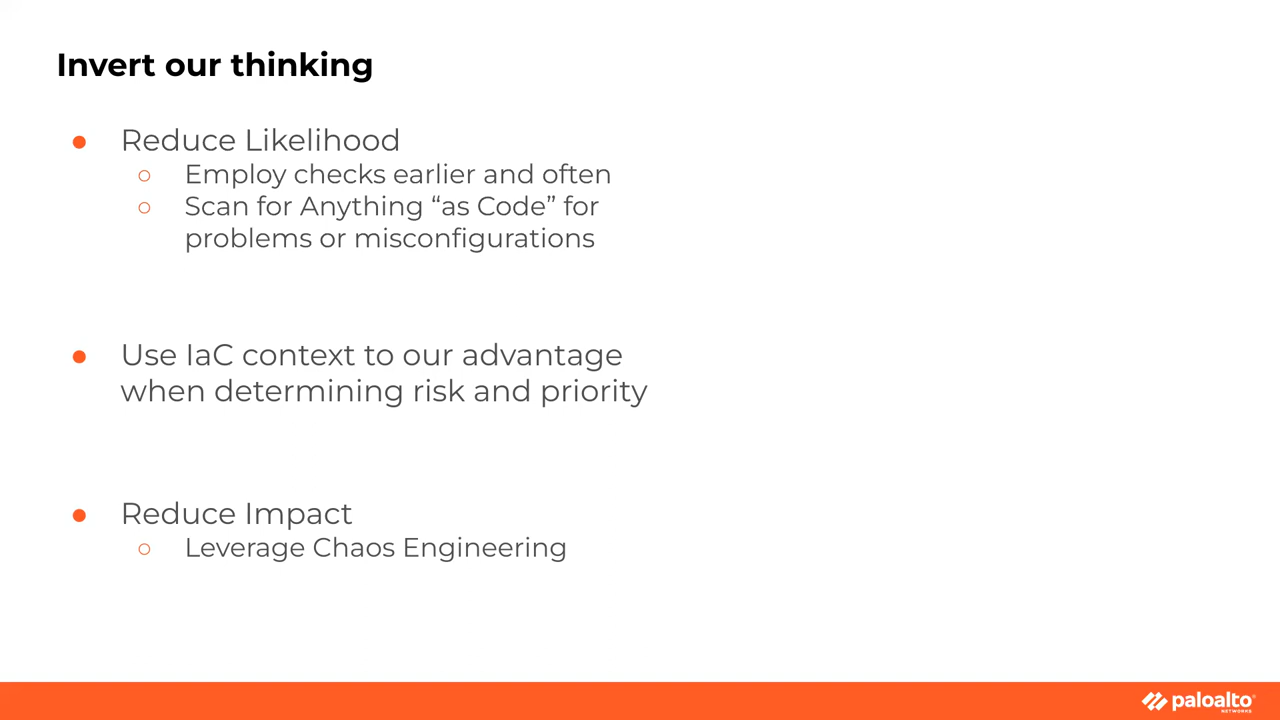 Invert our thinking
● Reduce Likelihood
○ Employ checks earlier and often
○ Scan for Anything “as Code” for
problems or misconfigurations
● Use IaC context to our advantage
when determining risk and priority
● Reduce Impact
○ Leverage Chaos Engineering
paloalto
NETWORKS